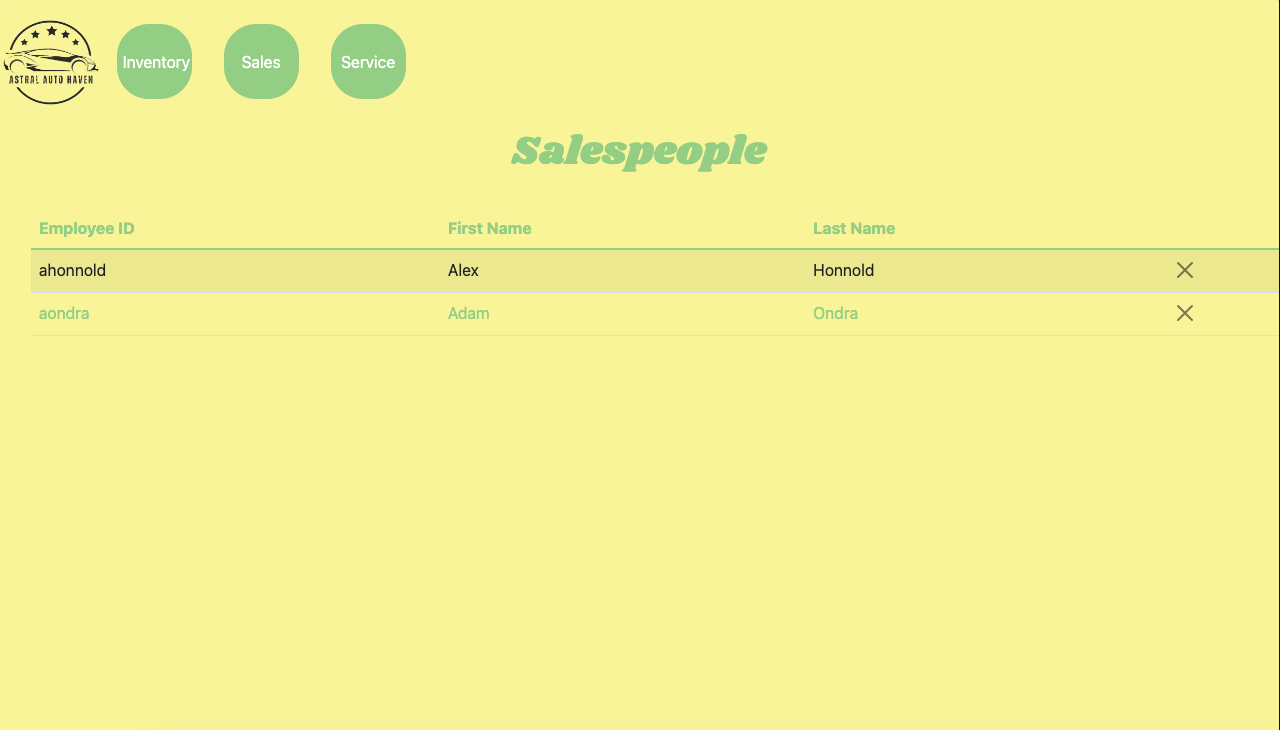 ASTRAL AUTO HAVEN
Inventory Sales Service
Salespeople
Employee ID First Name Last Name
ahonnold Alex Honnold
aondra Adam Ondra